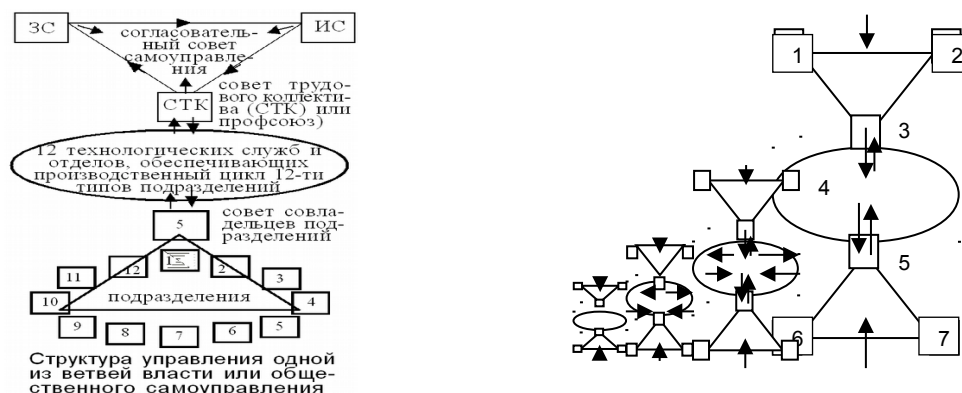 ЗС
ИС
согласователь-
ный совет
самоуправле-
ния
совет трудо-
вого коллекти-
ва (СТК) или
профсоюз)
СТК
12 технологических служб и
отделов, обеспечивающих
производственный цикл 12-ти
типов подразделений
совет совла-
дельцев под-
разделений
5
12
2
11
3
подразделения
10
4
9
8
7
6
5
Структура управления одной
из ветвей власти или обще-
ственного самоуправления
1
2
3
4
5
6
7